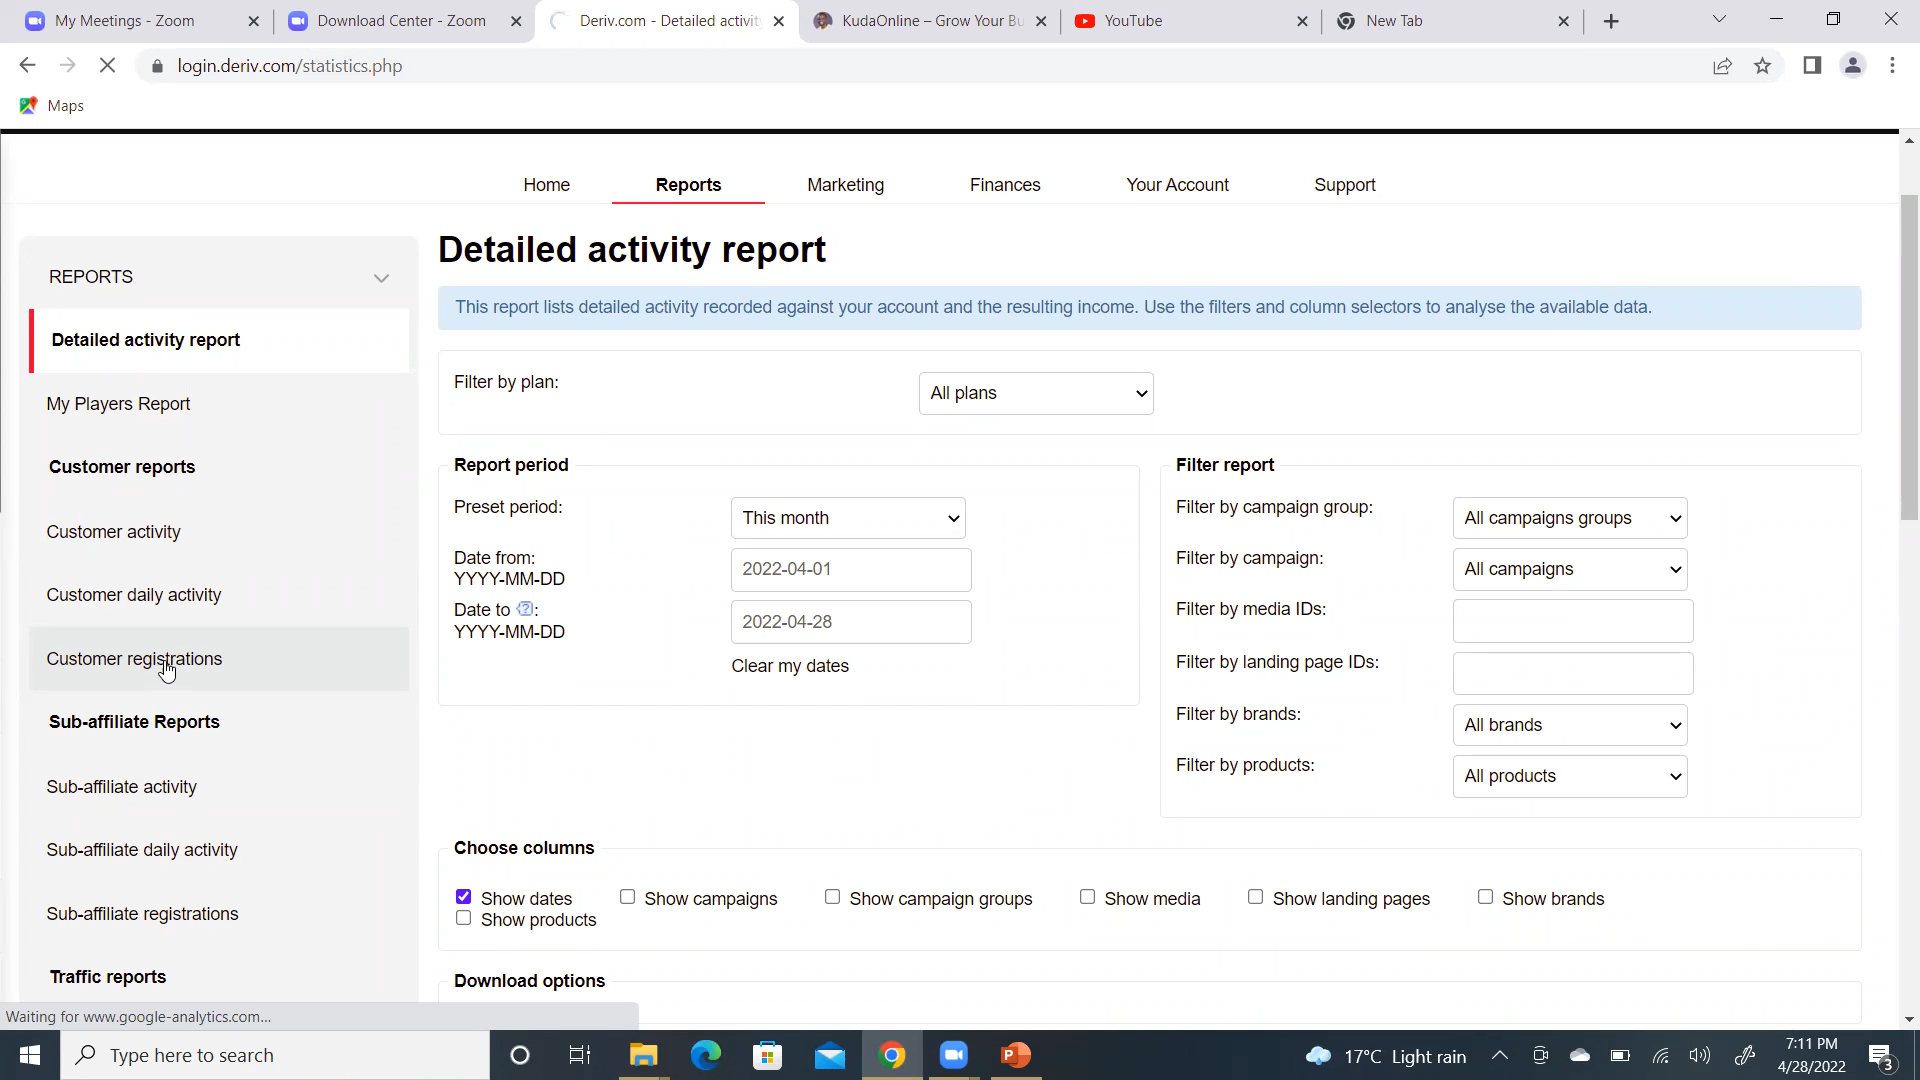 My Meetings - Zoom
Download Center - Zoom
Deriv.com - Detailed activity
KudaOnline – Grow Your Bu
YouTube
New Tab
login.deriv.com/statistics.php
Maps
Home
Reports
Marketing
Finances
Your Account
Support
REPORTS
Detailed activity report
My Players Report
Customer reports
Customer activity
Customer daily activity
Customer registrations
Sub-affiliate Reports
Sub-affiliate activity
Sub-affiliate daily activity
Sub-affiliate registrations
Traffic reports
Detailed activity report
This report lists detailed activity recorded against your account and the resulting income. Use the filters and column selectors to analyse the available data.
Filter by plan:
All plans
Report period
Preset period:
This month
Date from:
YYYY-MM-DD
2022-04-01
Date to ?:
YYYY-MM-DD
2022-04-28
Clear my dates
Filter report
Filter by campaign group:
All campaigns groups
Filter by campaign:
All campaigns
Filter by media IDs:
Filter by landing page IDs:
Filter by brands:
All brands
Filter by products:
All products
Choose columns
Show dates
Show campaigns
Show campaign groups
Show media
Show landing pages
Show brands
Show products
Download options
Waiting for www.google-analytics.com...
Type here to search
P
17°C Light rain
7:11 PM
4/28/2022
3